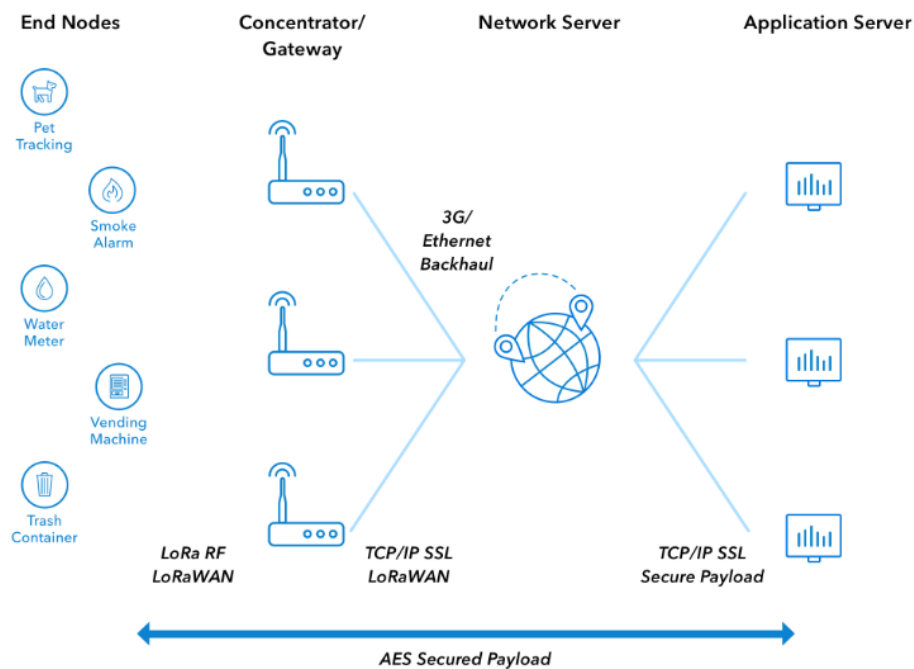 End Nodes
Concentrator/
Gateway
Network Server
Application Server
Pet
Tracking
Smoke
Alarm
Water
Meter
Vending
Machine
Trash
Container
3G/
Ethernet
Backhaul
LoRa RF
LoRaWAN
TCP/IP SSL
LoRaWAN
TCP/IP SSL
Secure Payload
AES Secured Payload